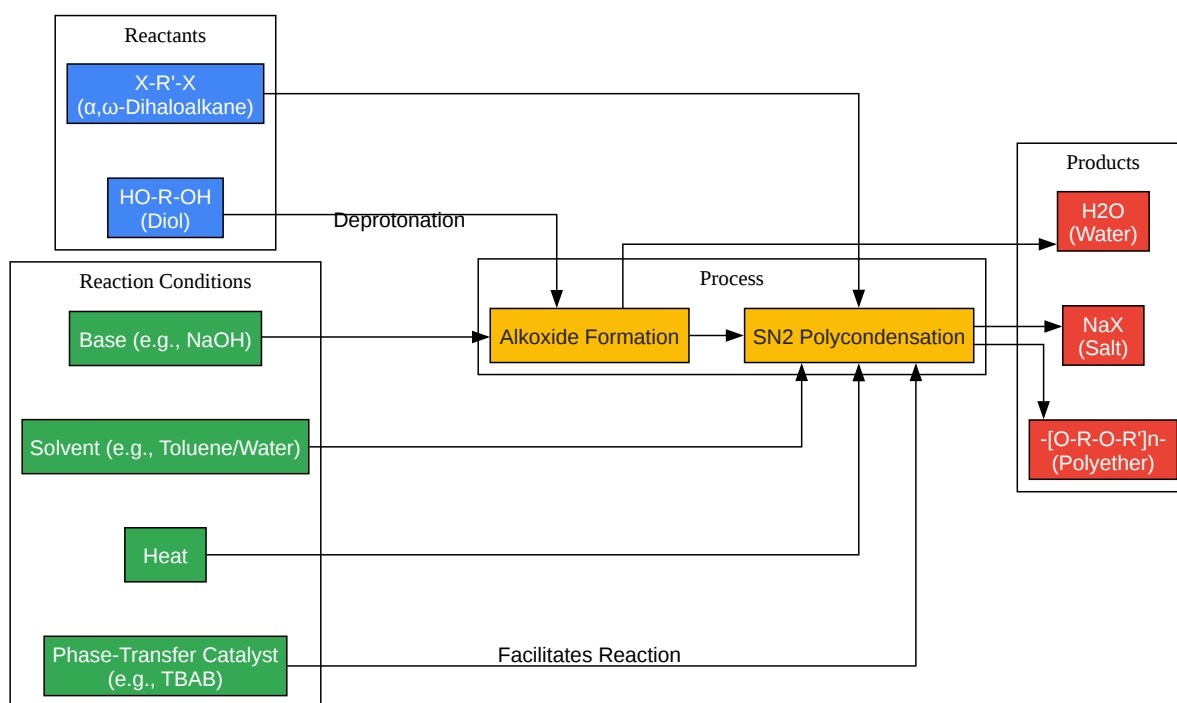 Reactants
X-R'-X
(α,ω-Dihaloalkane)
HO-R-OH
(Diol)
Deprotonation
Reaction Conditions
Base (e.g., NaOH)
Solvent (e.g., Toluene/Water)
Heat
Phase-Transfer Catalyst
(e.g., TBAB)
Facilitates Reaction
Process
Alkoxide Formation
SN2 Polycondensation
Products
H2O
(Water)
NaX
(Salt)
-[O-R-O-R']n-
(Polyether)